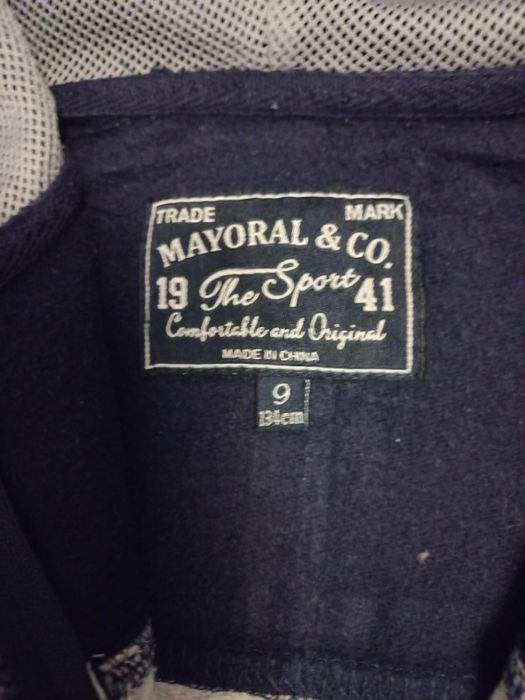 TRADE MARK
MAYORAL & CO.
19 The Sport 41
Comfortable and Original
MADE IN CHINA
9
134cm